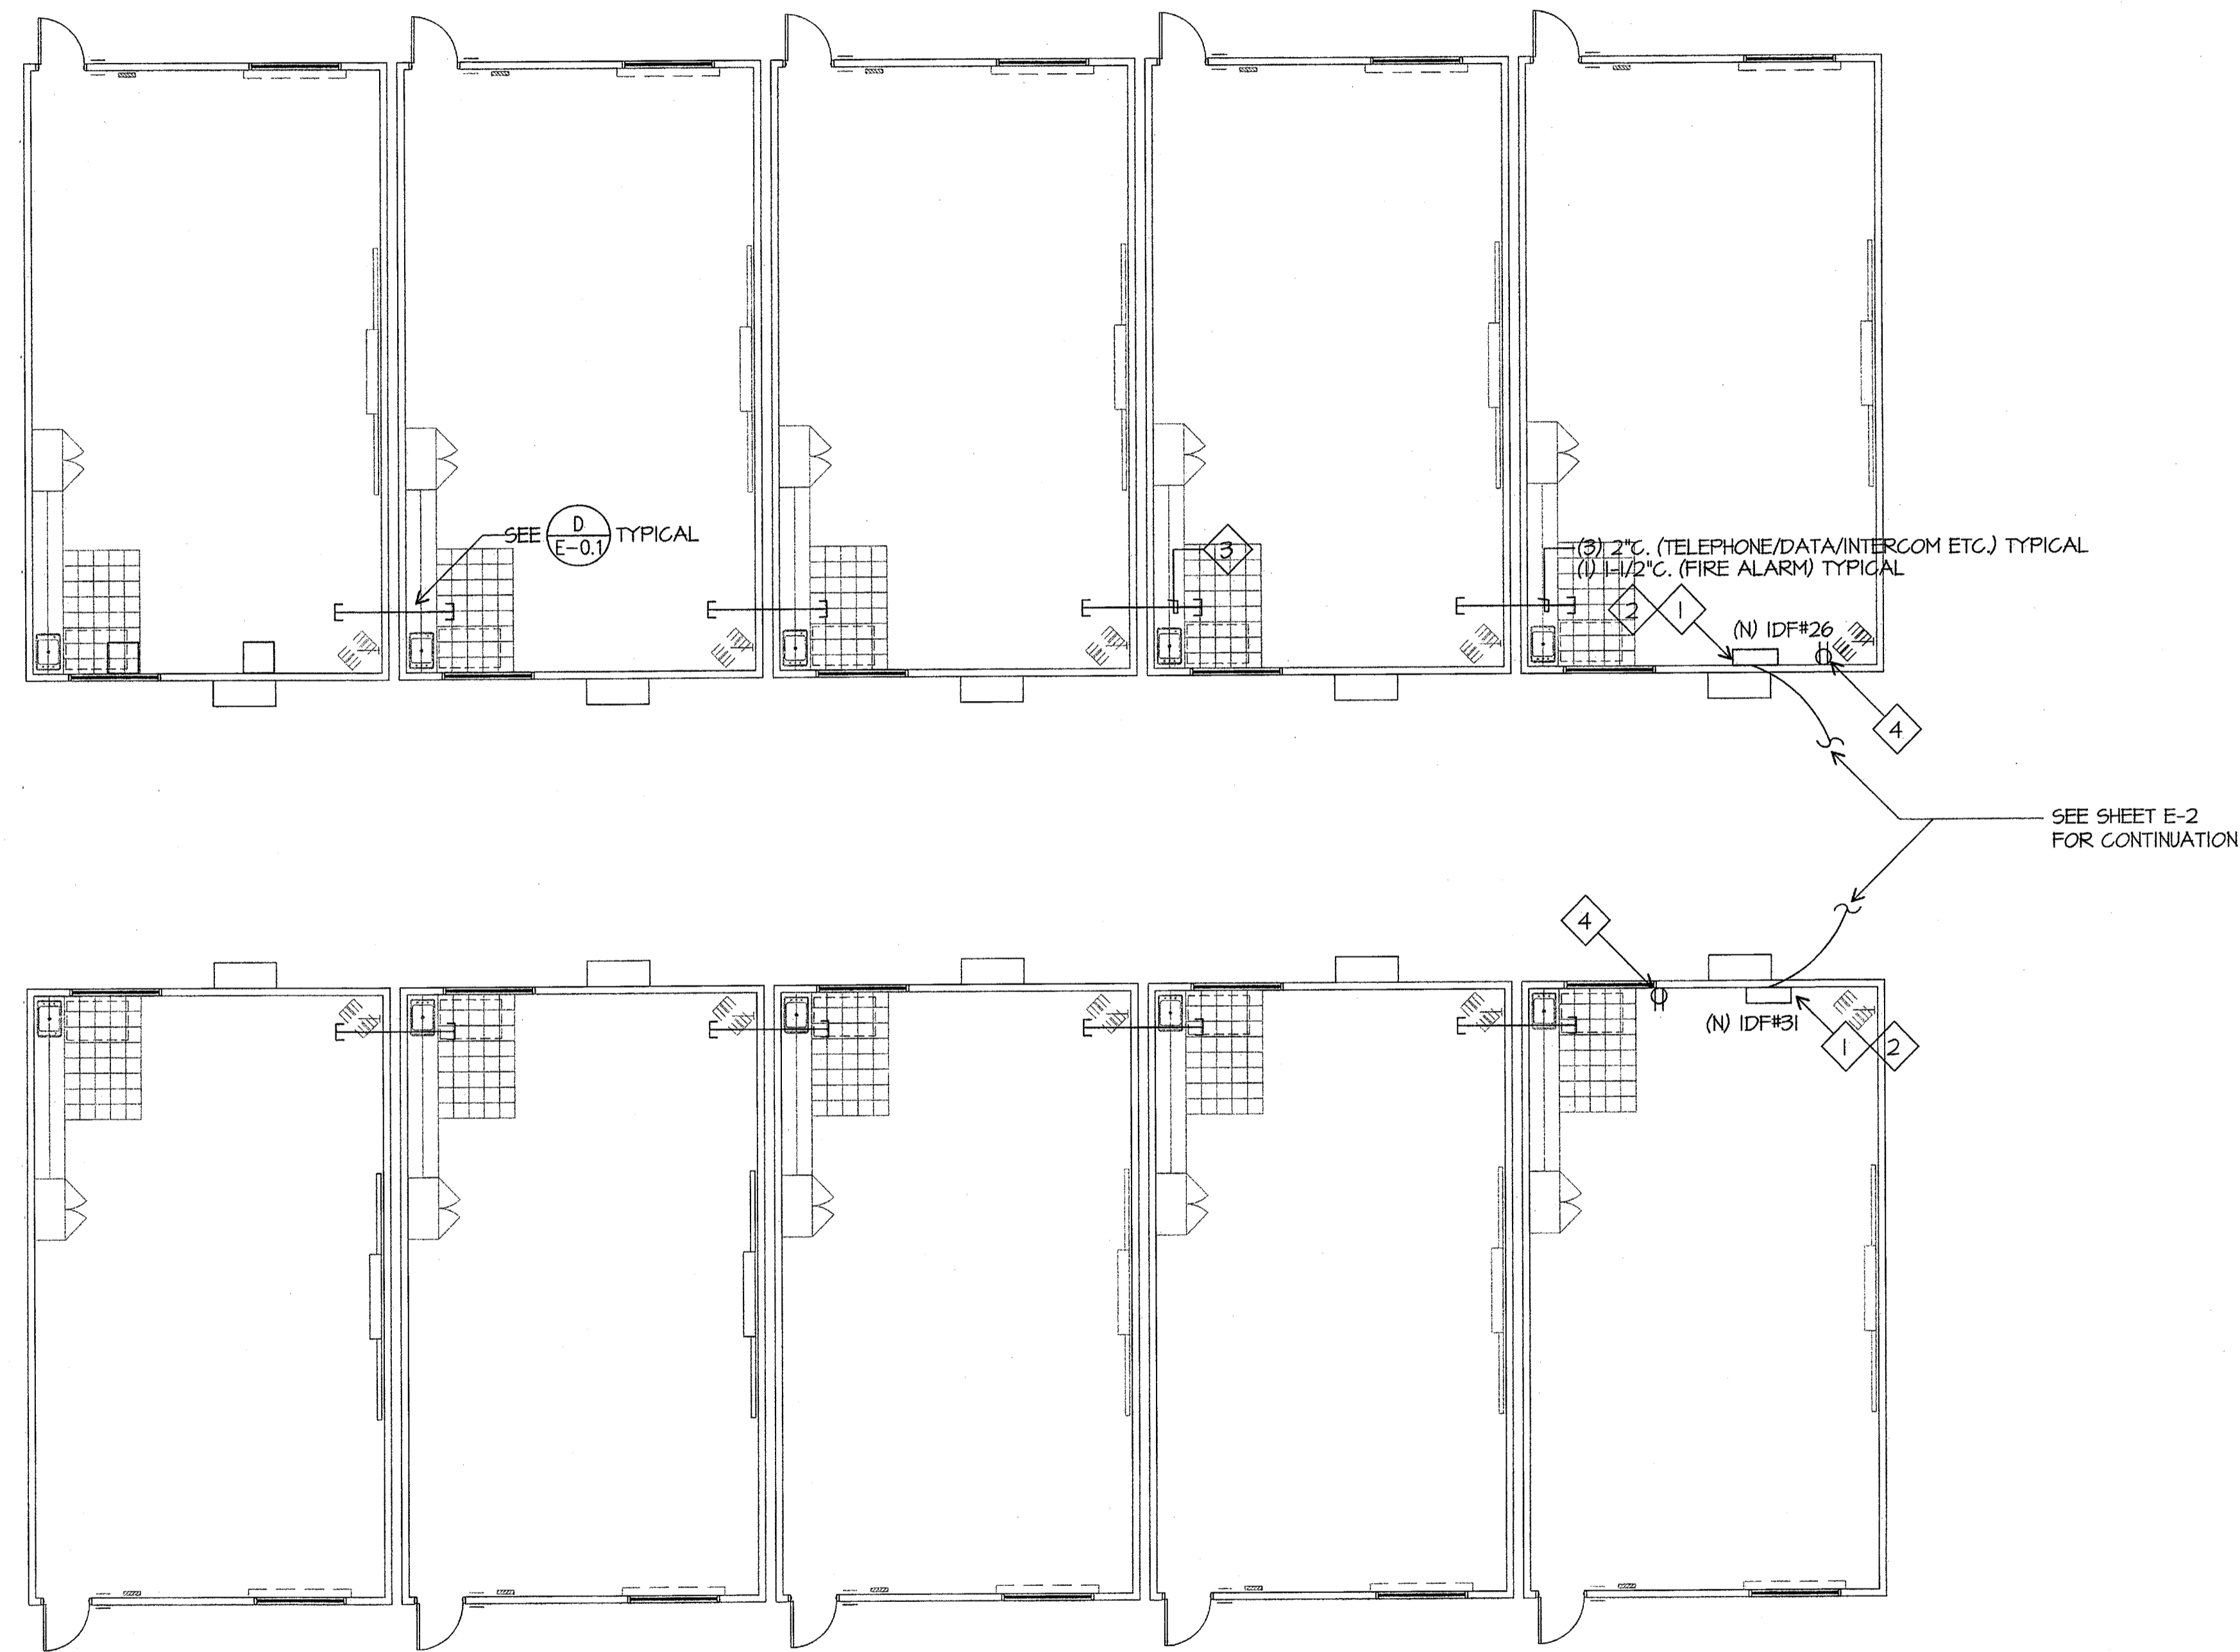 SEE D TYPICAL
E-0.1
3
(3) 2"C. (TELEPHONE/DATA/INTERCOM ETC.) TYPICAL
(1) 1-1/2"C. (FIRE ALARM) TYPICAL
2 1
(N) IDF#26
4
SEE SHEET E-2
FOR CONTINUATION
4
(N) IDF#31
1 2